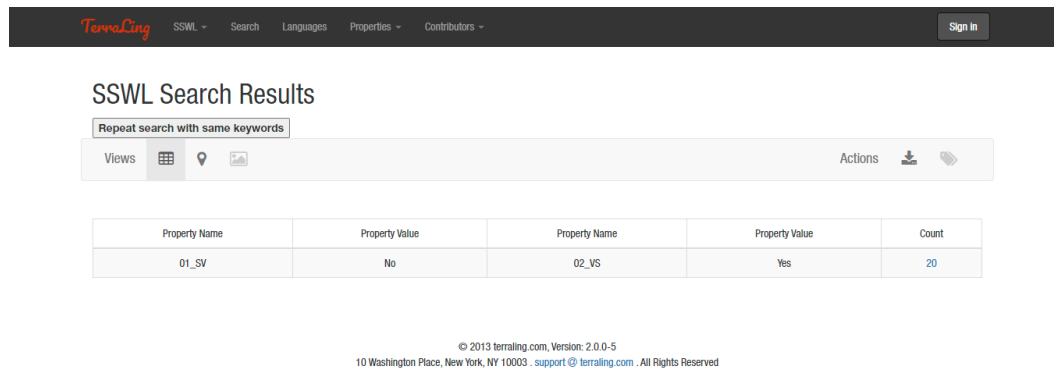 TerraLing SSWL Search Languages Properties Contributors Sign in
SSWL Search Results
Repeat search with same keywords
Views Actions
Property Name Property Value Property Name Property Value Count
01_SV No 02_VS Yes 20
© 2013 terraling.com, Version: 2.0.0-5
10 Washington Place, New York, NY 10003 . support @ terraling.com . All Rights Reserved